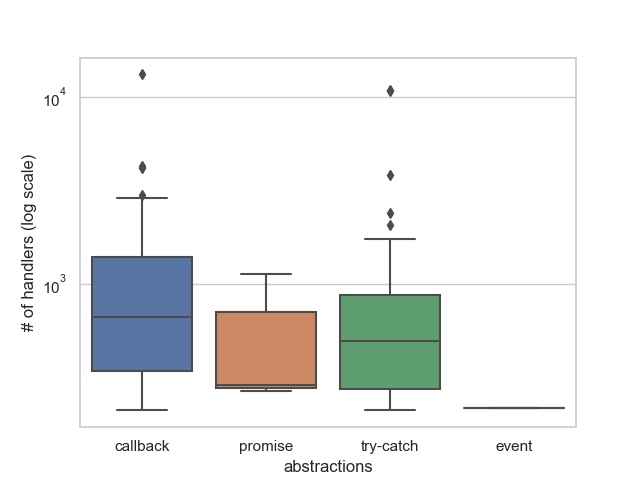 # of handlers (log scale)
10^4
10^3
callback promise try-catch event
abstractions